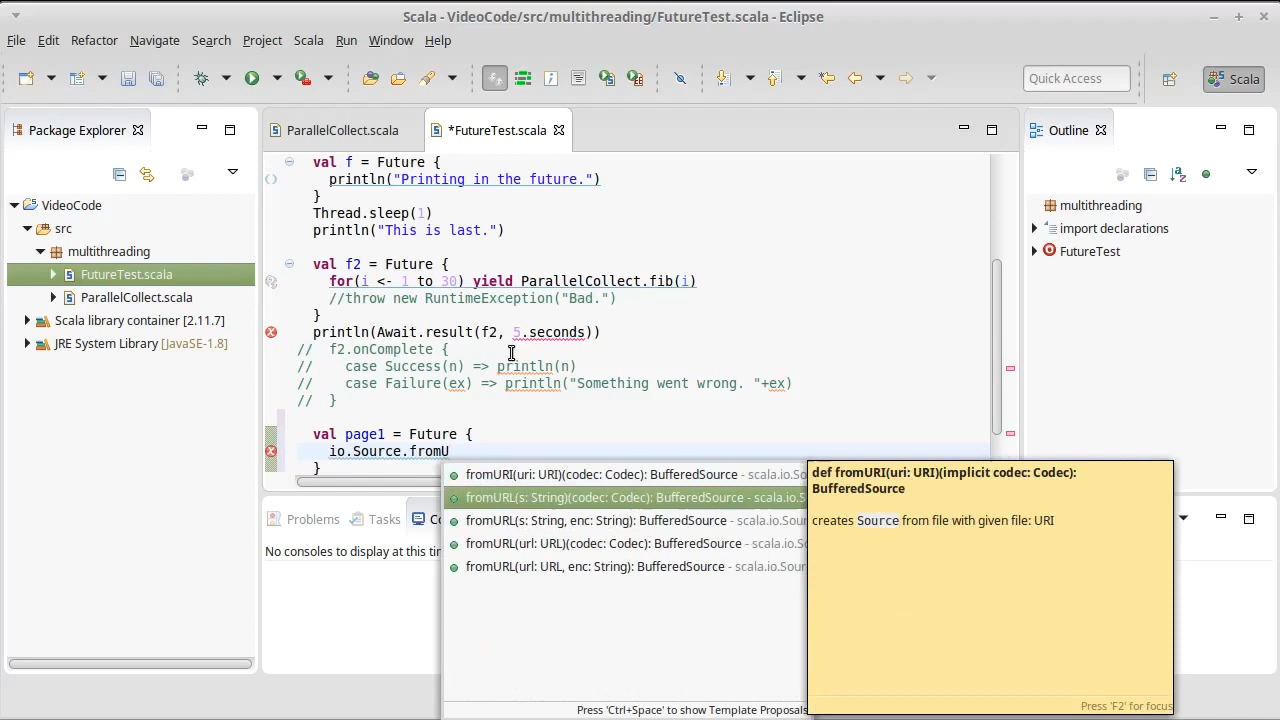 Scala - VideoCode/src/multithreading/FutureTest.scala - Eclipse
File Edit Refactor Navigate Search Project Scala Run Window Help
Quick Access
Scala
Package Explorer
VideoCode
src
multithreading
FutureTest.scala
ParallelCollect.scala
Scala library container [2.11.7]
JRE System Library [JavaSE-1.8]
ParallelCollect.scala
*FutureTest.scala
val f = Future {
println("Printing in the future.")
}
Thread.sleep(1)
println("This is last.")
val f2 = Future {
for(i <- 1 to 30) yield ParallelCollect.fib(i)
//throw new RuntimeException("Bad.")
}
println(Await.result(f2, 5.seconds))
// f2.onComplete {
// case Success(n) => println(n)
// case Failure(ex) => println("Something went wrong. "+ex)
// }
val page1 = Future {
io.Source.fromU
}
fromURI(uri: URI)(codec: Codec): BufferedSource - scala.io.So
fromURL(s: String)(codec: Codec): BufferedSource - scala.io.S
fromURL(s: String, enc: String): BufferedSource - scala.io.Sour
fromURL(url: URL)(codec: Codec): BufferedSource - scala.io.So
fromURL(url: URL, enc: String): BufferedSource - scala.io.Sour
Press 'Ctrl+Space' to show Template Proposals
def fromURI(uri: URI)(implicit codec: Codec):
BufferedSource
creates Source from file with given file: URI
Press 'F2' for focus
Problems
Tasks
Co
No consoles to display at this tim
Outline
multithreading
import declarations
FutureTest